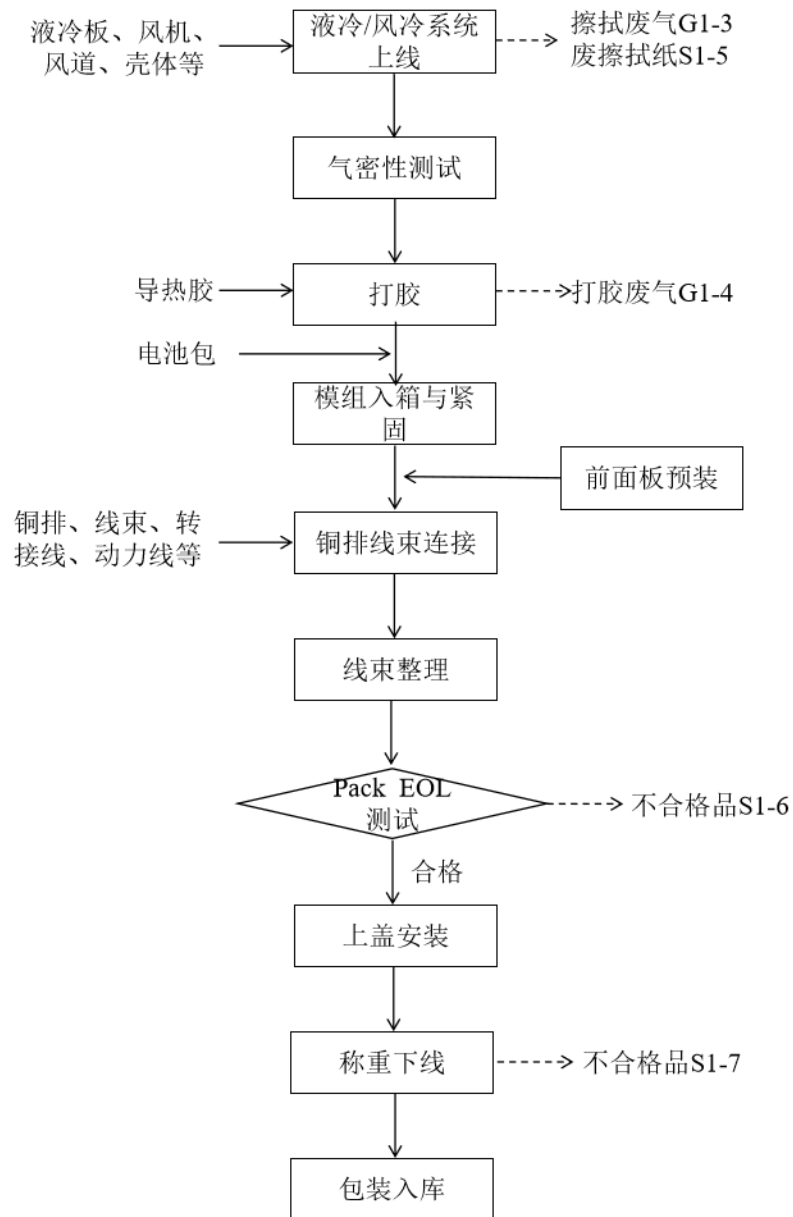 液冷板、风机、
风道、壳体等
液冷/风冷系统
上线
擦拭废气G1-3
废擦拭纸S1-5
气密性测试
导热胶
打胶
打胶废气G1-4
电池包
模组入箱与紧
固
前面板预装
铜排、线束、转
接线、动力线等
铜排线束连接
线束整理
Pack EOL
测试
不合格品S1-6
合格
上盖安装
称重下线
不合格品S1-7
包装入库